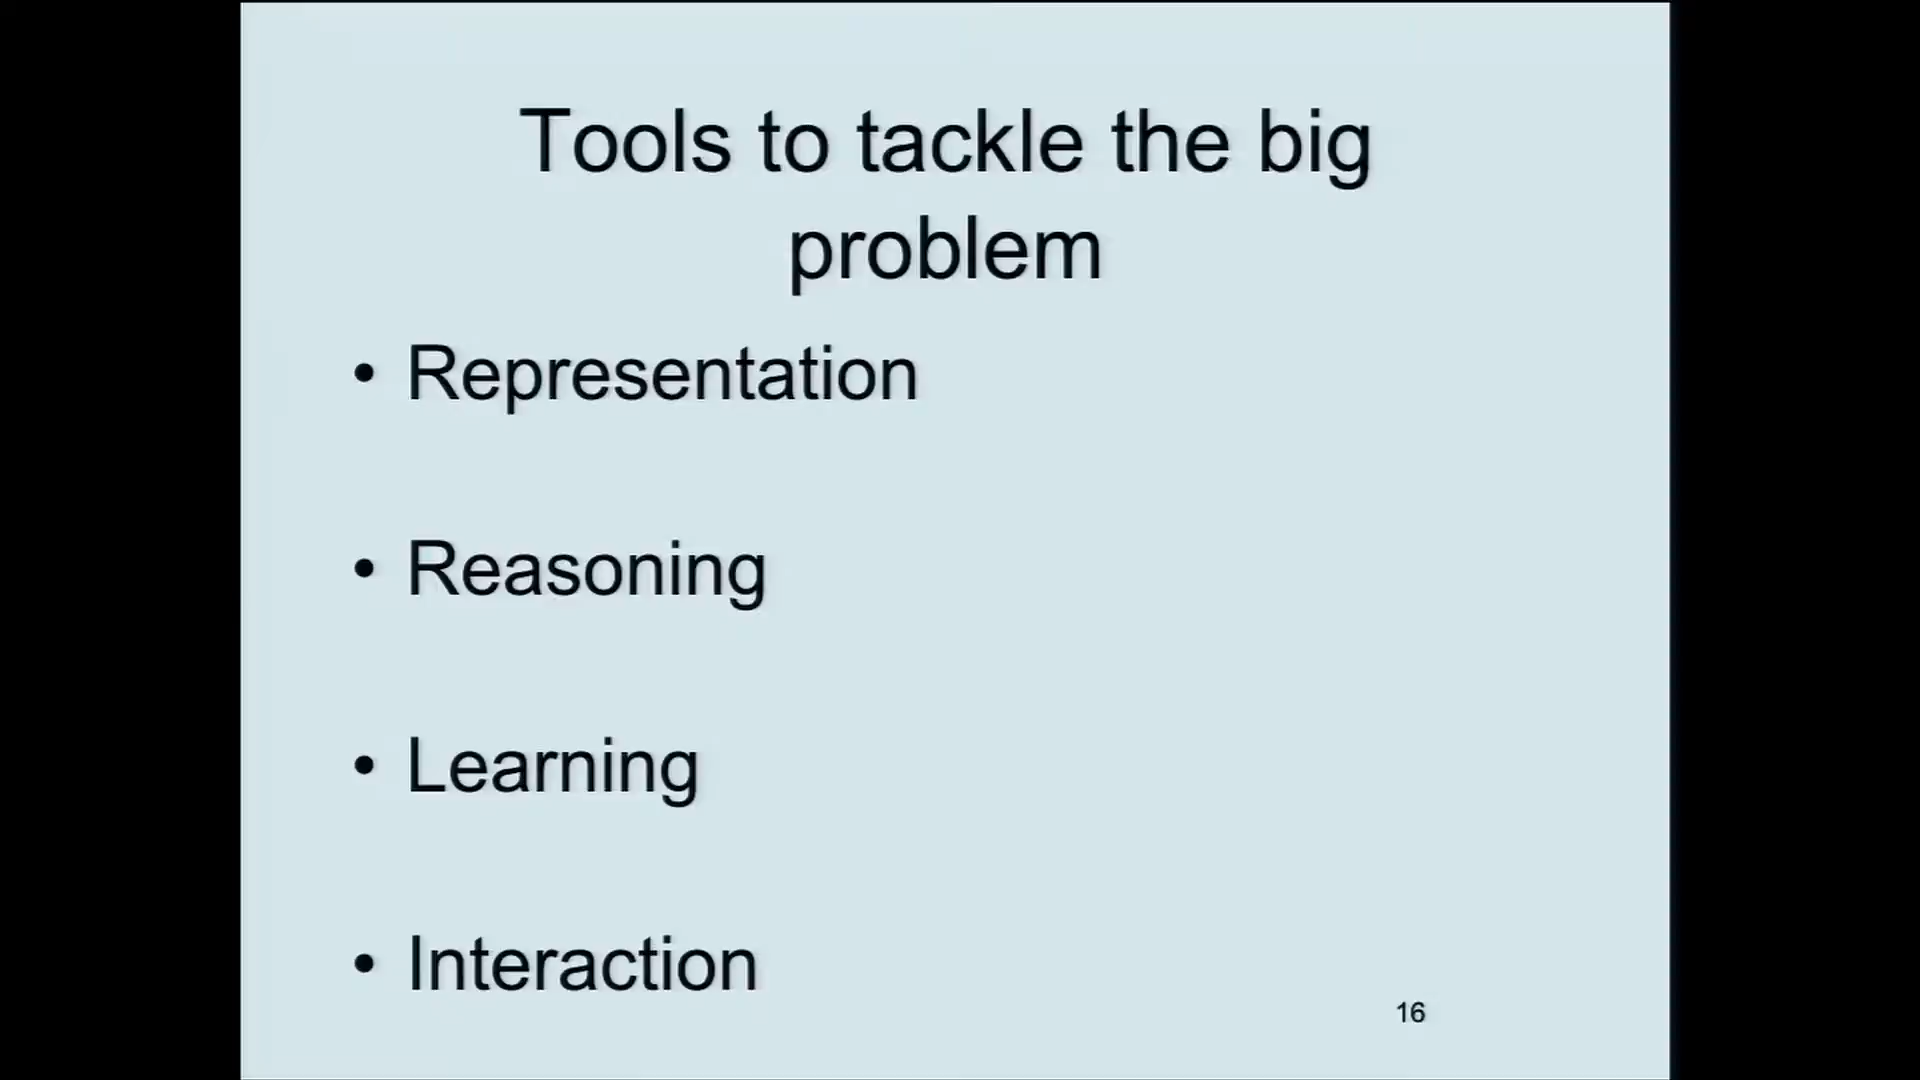 Tools to tackle the big
problem
• Representation
• Reasoning
• Learning
• Interaction
16